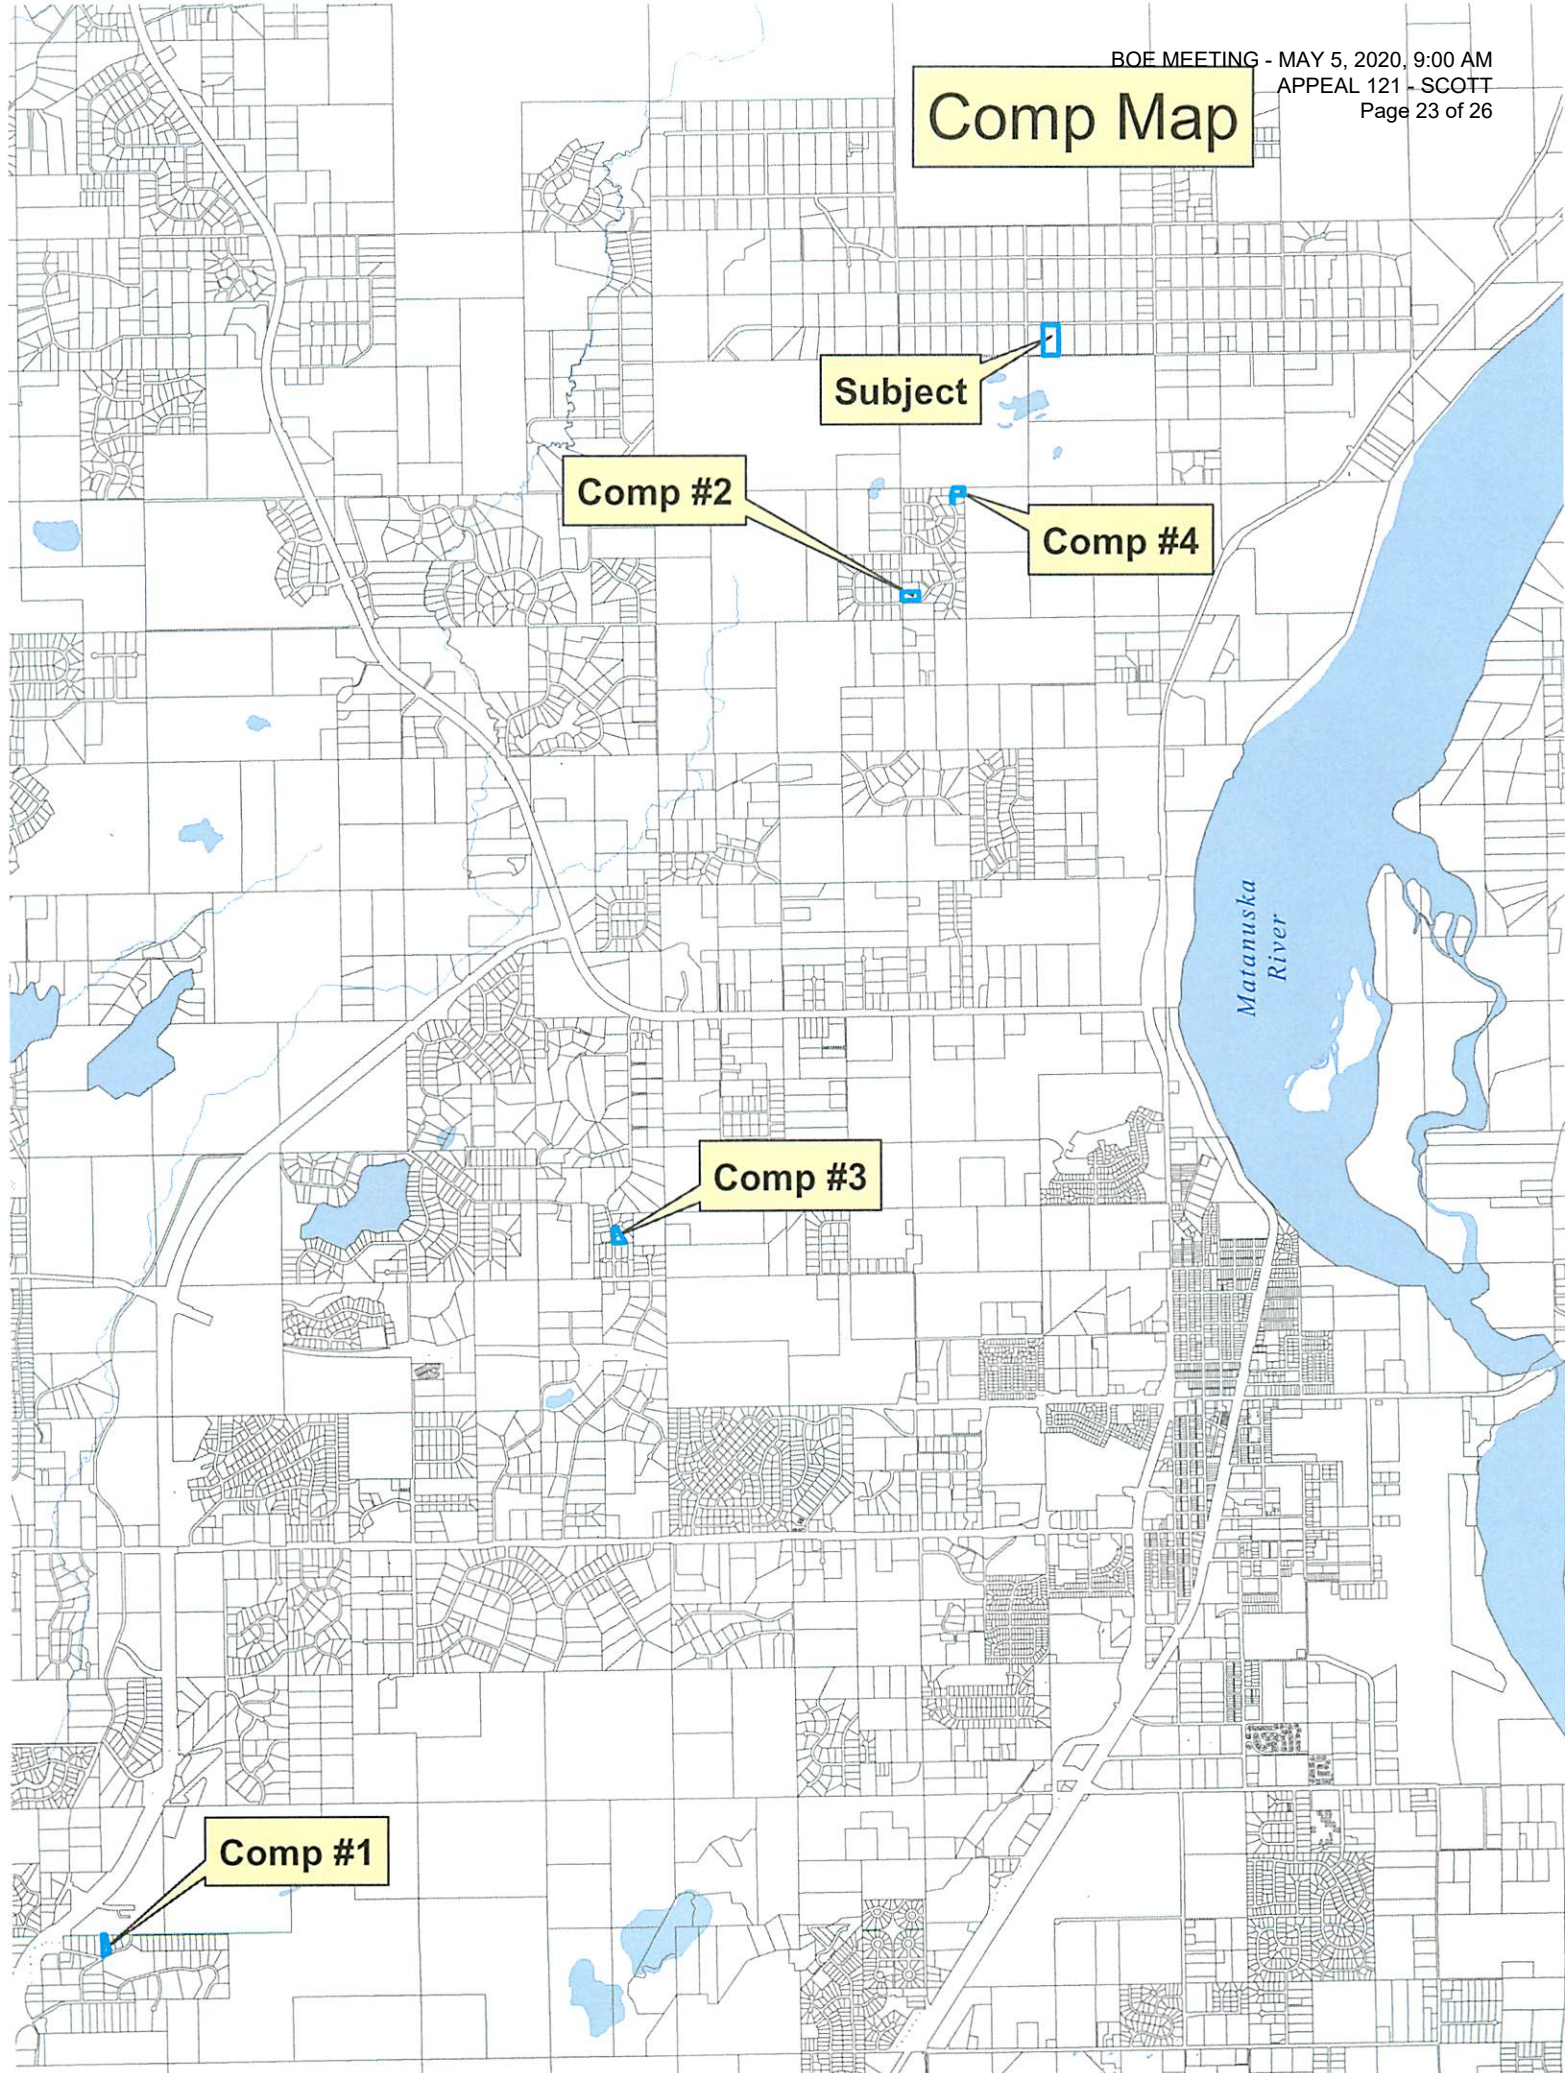 BOE MEETING - MAY 5, 2020, 9:00 AM
APPEAL 121 - SCOTT
Page 23 of 26
Comp Map
Subject
Comp #2
Comp #4
Matanuska
River
Comp #3
Comp #1